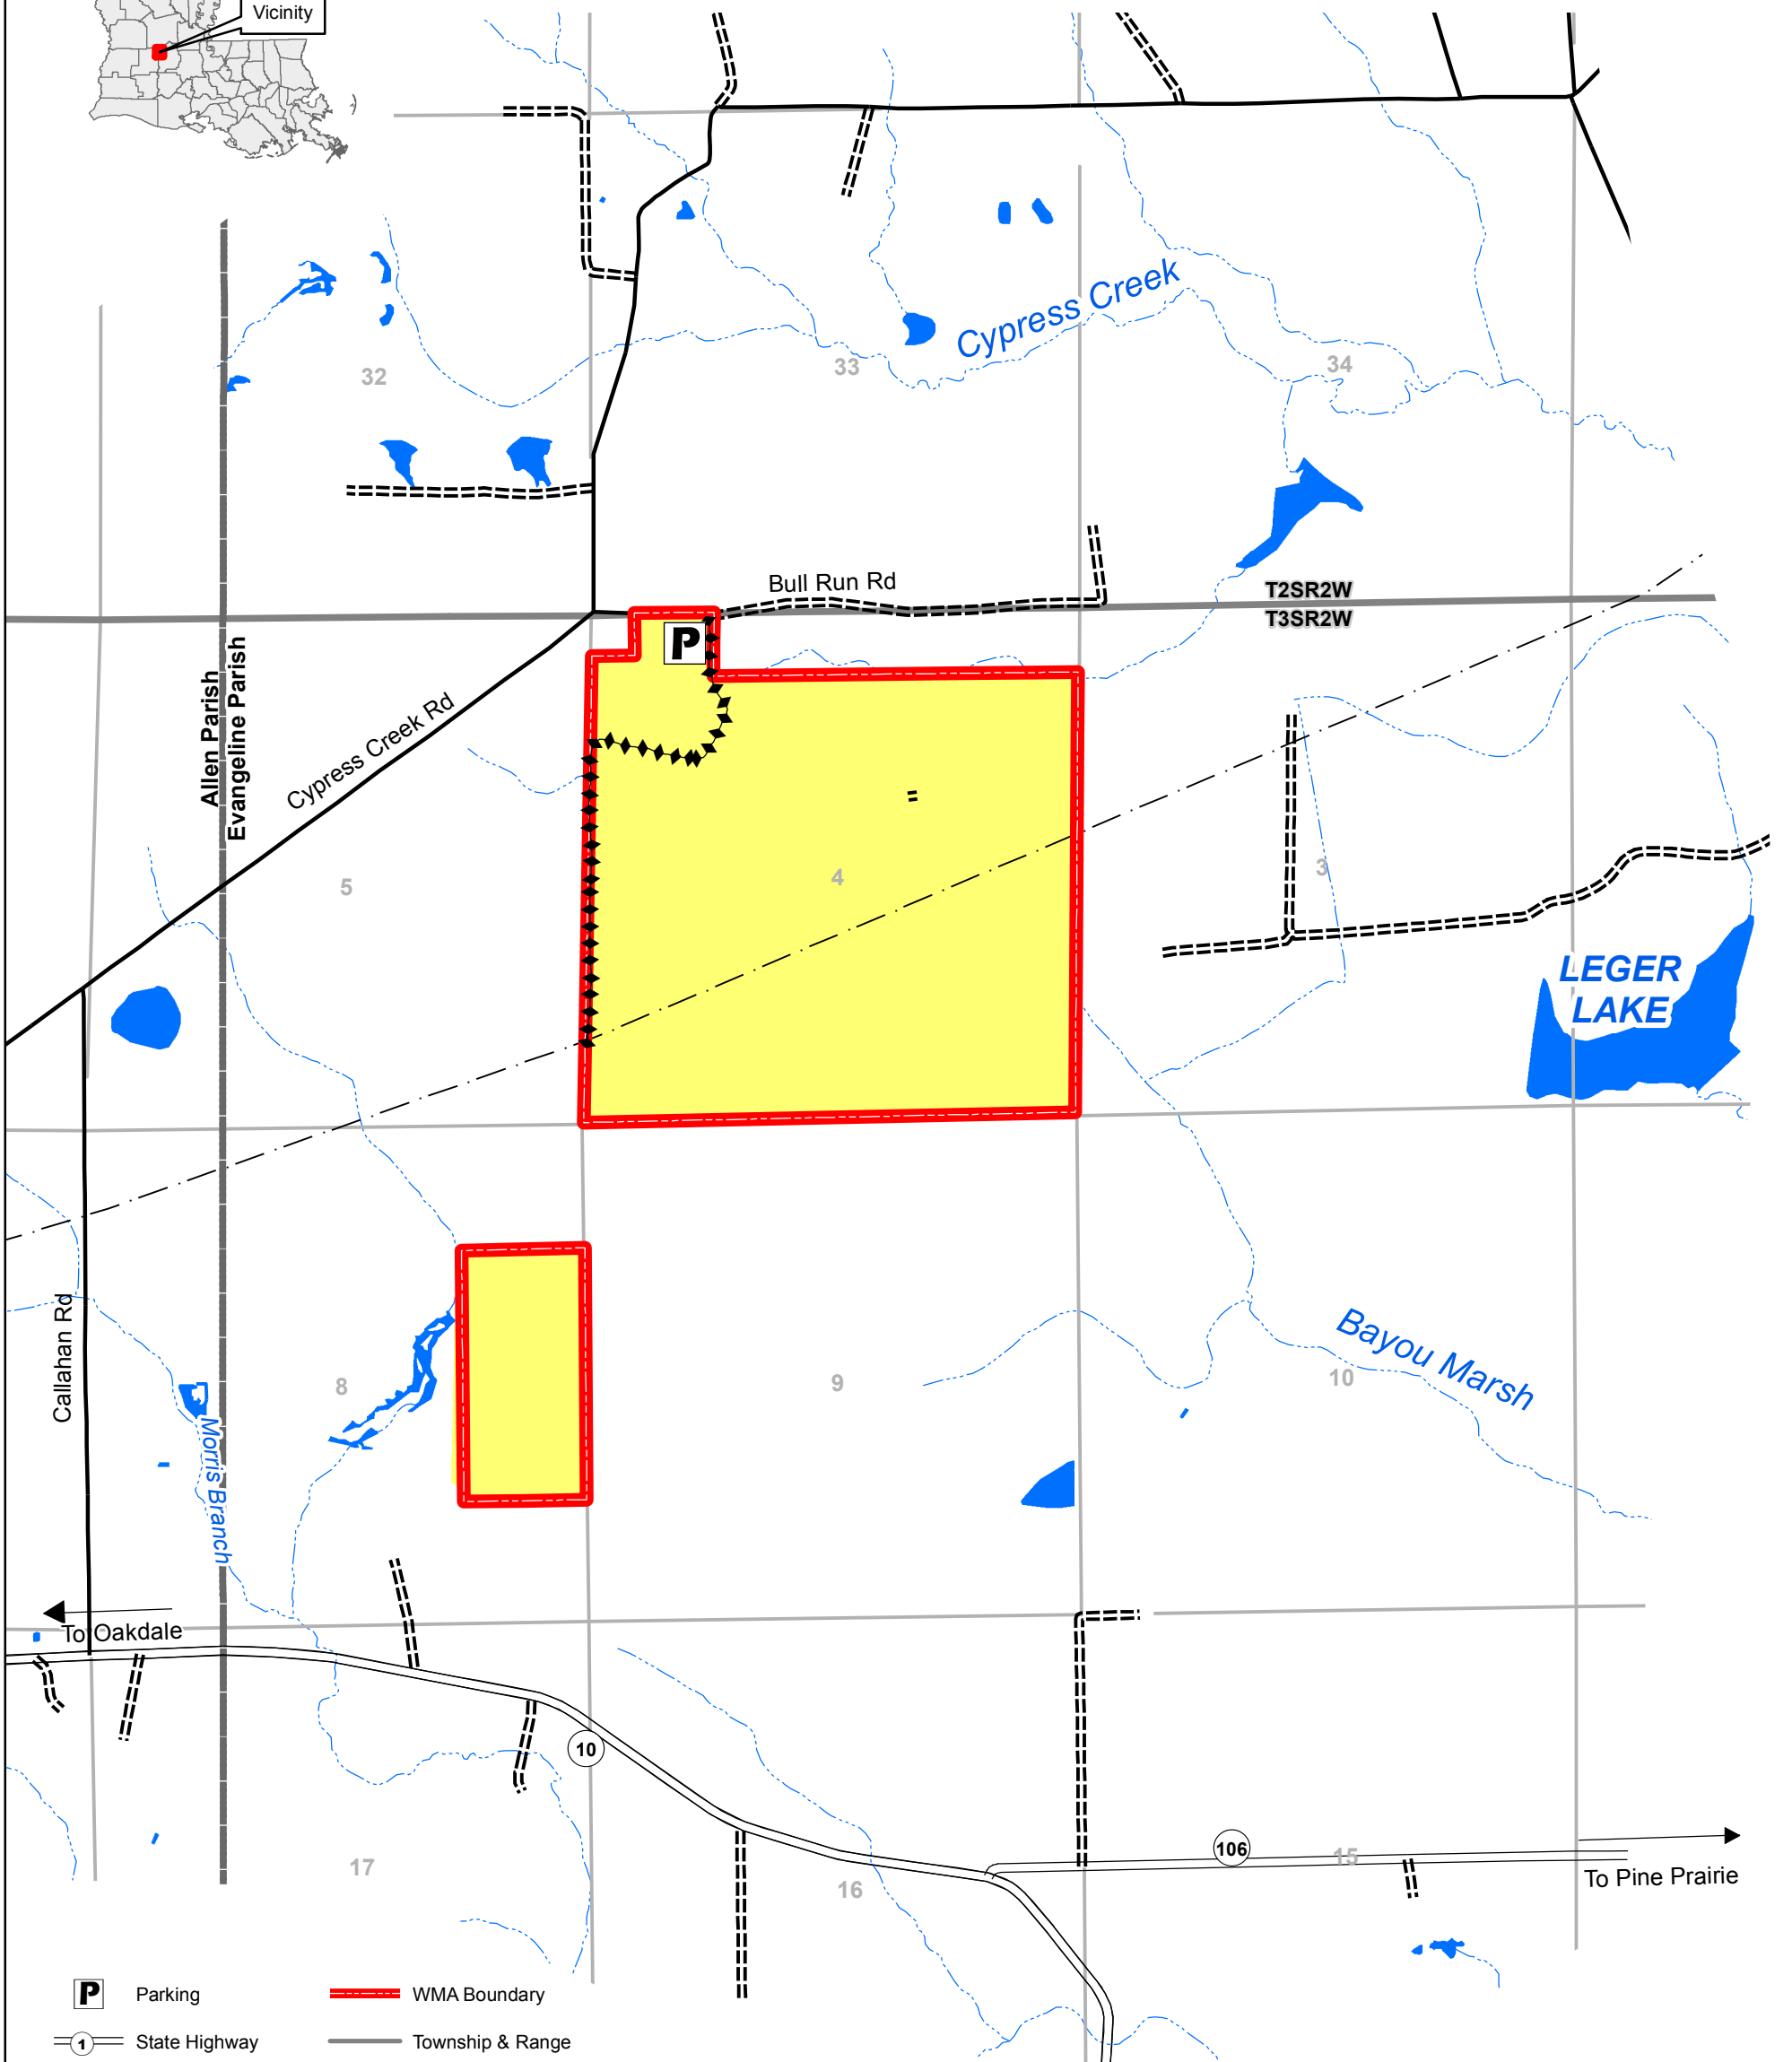 Vicinity
Cypress Creek
32
33
34
Bull Run Rd
T2SR2W
T3SR2W
P
Allen Parish
Evangeline Parish
Cypress Creek Rd
5
4
3
LEGER
LAKE
Callahan Rd
8
9
10
Bayou Marsh
Morris Branch
To Oakdale
10
106
15
To Pine Prairie
17
16
P Parking
WMA Boundary
1 State Highway
Township & Range